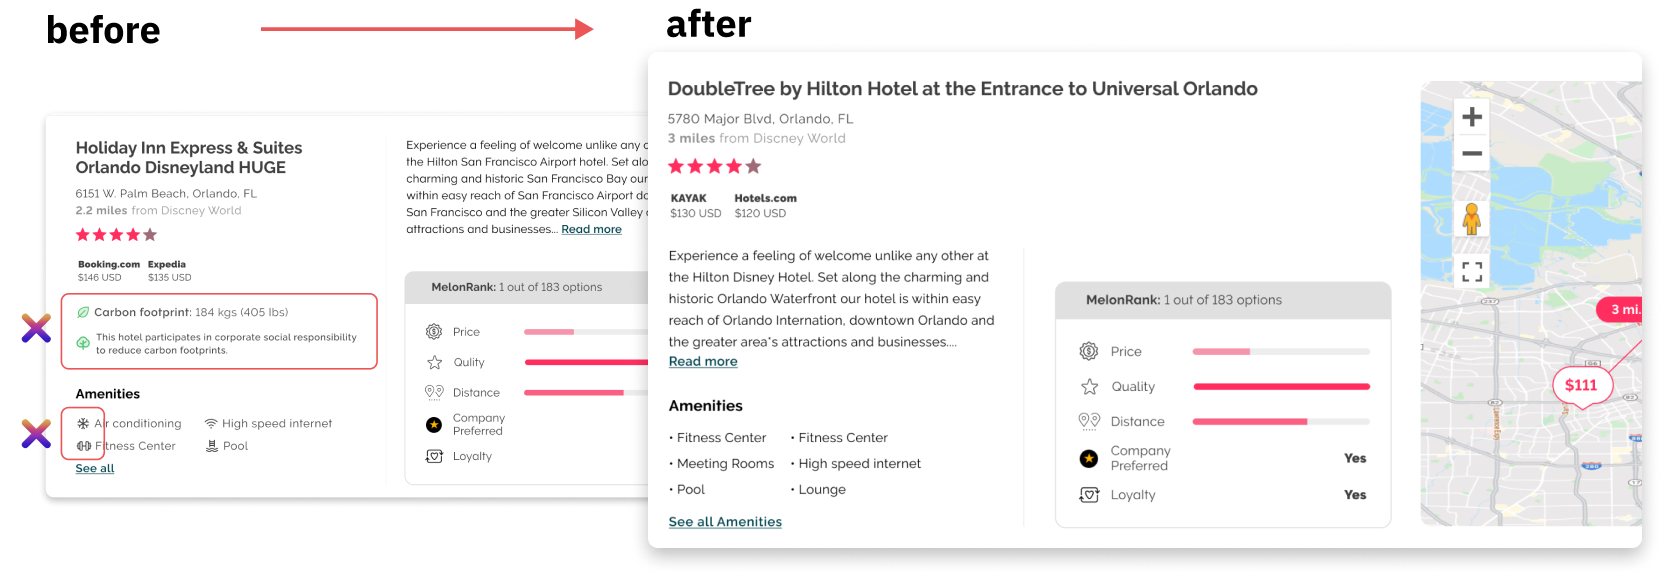 before
after
Holiday Inn Express & Suites
Orlando Disneyland HUGE
6151 W. Palm Beach, Orlando, FL
2.2 miles from Discney World
Booking.com Expedia
$146 USD $135 USD
Carbon footprint: 184 kgs (405 lbs)
This hotel participates in corporate social responsibility
to reduce carbon footprints.
Amenities
Air conditioning High speed internet
Fitness Center Pool
See all
Experience a feeling of welcome unlike any
the Hilton San Francisco Airport hotel. Set
charming and historic San Francisco Bay our
within easy reach of San Francisco Airport
San Francisco and the greater Silicon Valley
attractions and businesses... Read more
MelonRank: 1 out of 183 options
Price
Qulity
Distance
Company
Preferred
Loyalty
DoubleTree by Hilton Hotel at the Entrance to Universal Orlando
5780 Major Blvd, Orlando, FL
3 miles from Discney World
KAYAK Hotels.com
$130 USD $120 USD
Experience a feeling of welcome unlike any other at
the Hilton Disney Hotel. Set along the charming and
historic Orlando Waterfront our hotel is within easy
reach of Orlando Internation, downtown Orlando and
the greater area's attractions and businesses....
Read more
Amenities
• Fitness Center • Fitness Center
• Meeting Rooms • High speed internet
• Pool • Lounge
See all Amenities
MelonRank: 1 out of 183 options
Price
Quality
Distance
Company
Preferred Yes
Loyalty Yes
3 mi.
$111